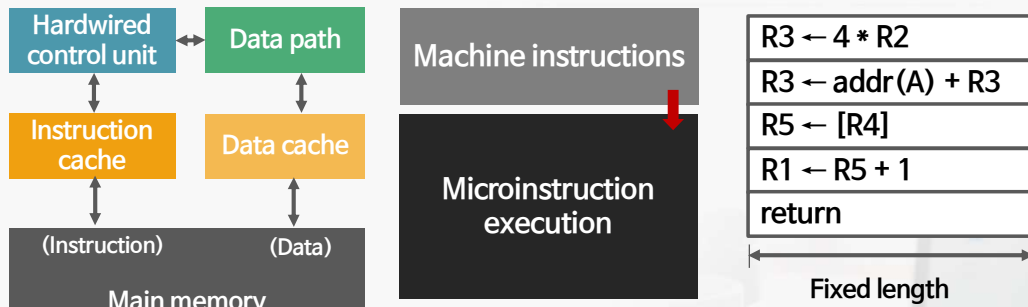 Hardwired
control unit
Data path
Instruction
cache
Data cache
(Instruction)
(Data)
Main memory
Machine instructions
Microinstruction
execution
R3 ← 4 * R2
R3 ← addr(A) + R3
R5 ← [R4]
R1 ← R5 + 1
return
Fixed length